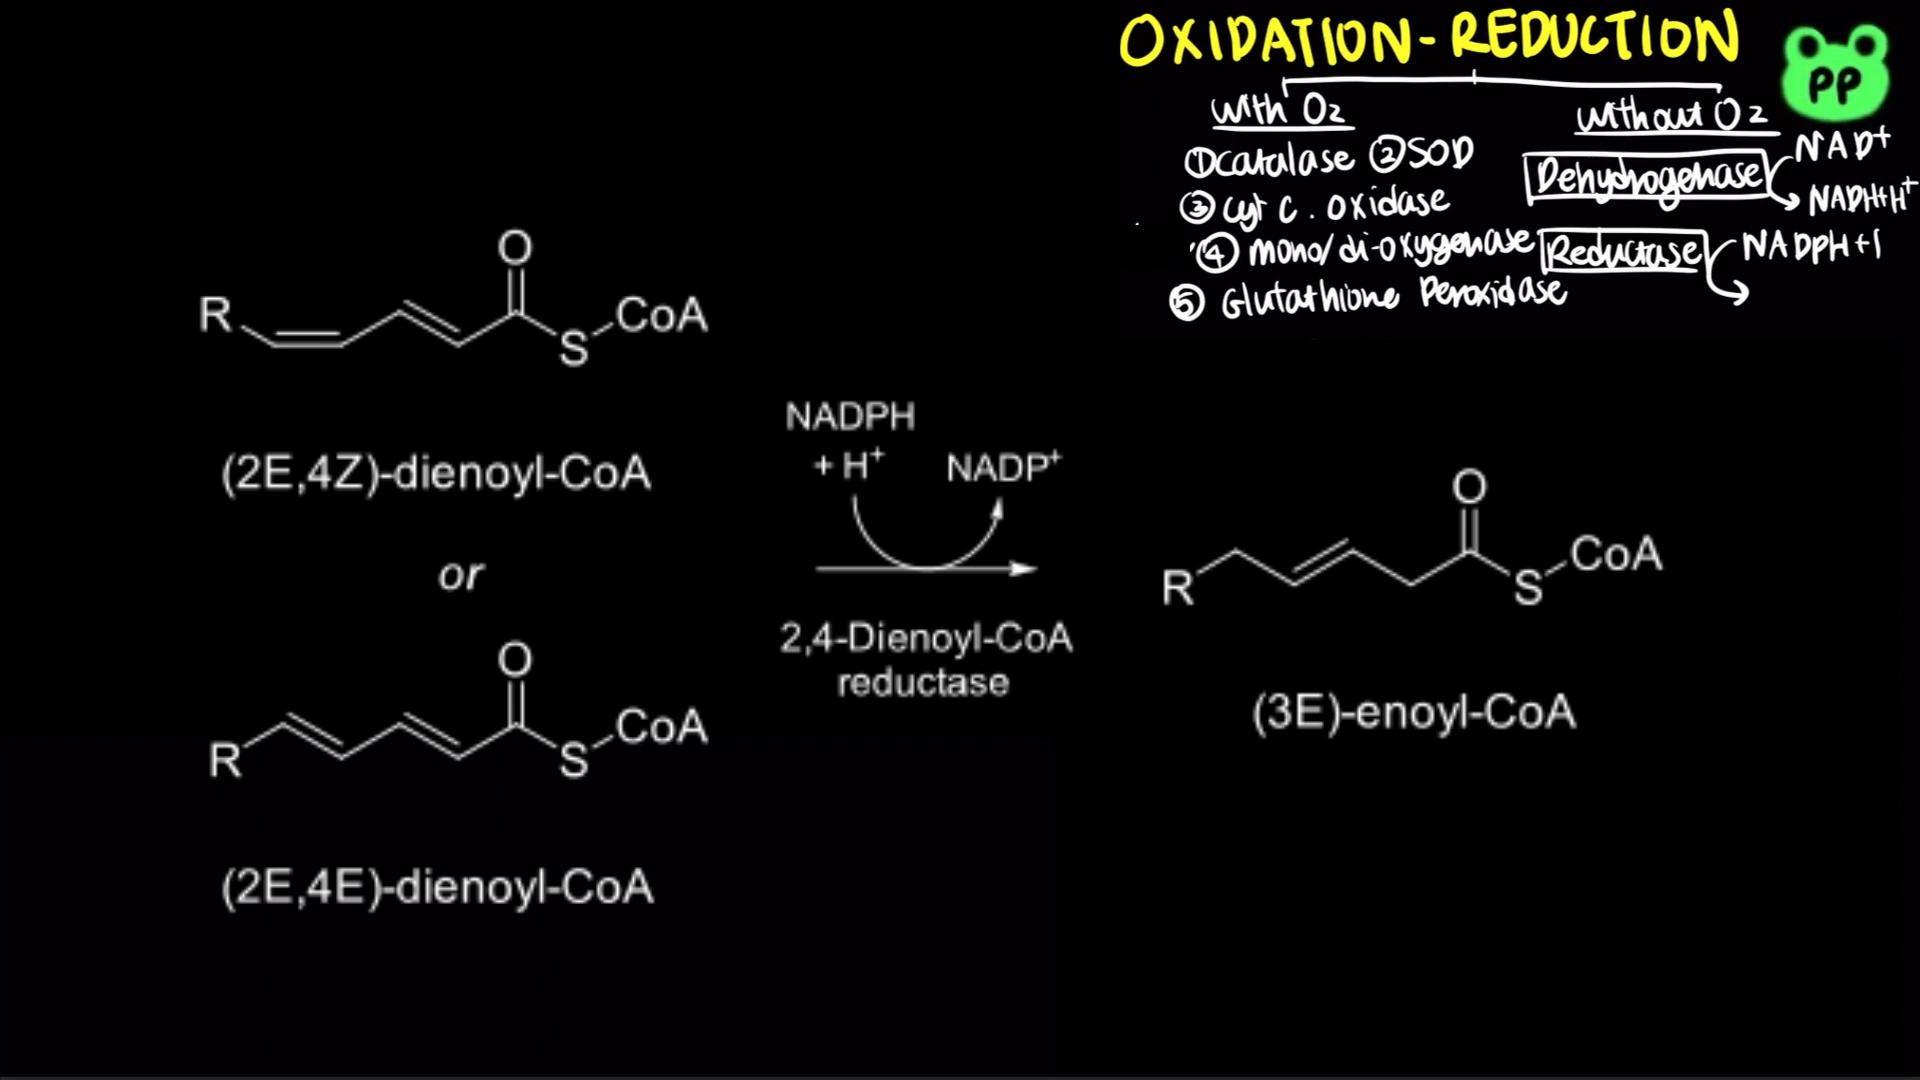 OXIDATION-REDUCTION
PP
With O2
Without O2
①catalase ②SOD
③ cyt c. oxidase
④ mono/di-oxygenase
⑤ Glutathione Peroxidase
Dehydrogenase
NAD+
NADH+H+
Reductase
NADPH+
O
R
S
CoA
(2E,4Z)-dienoyl-CoA
or
O
R
S
CoA
(2E,4E)-dienoyl-CoA
NADPH
+ H+
NADP+
2,4-Dienoyl-CoA
reductase
O
R
S
CoA
(3E)-enoyl-CoA